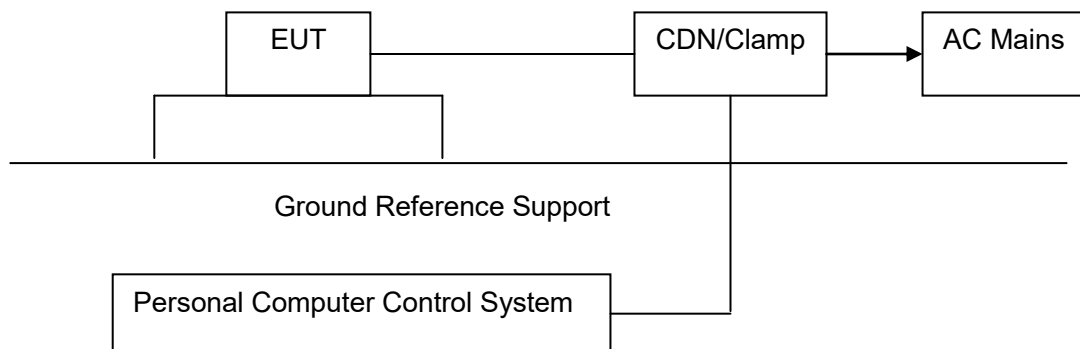 EUT
CDN/Clamp
AC Mains
Ground Reference Support
Personal Computer Control System